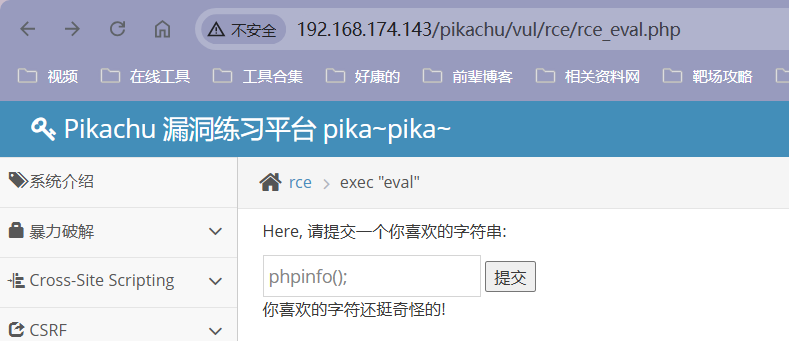 不安全 192.168.174.143/pikachu/vul/rce/rce_eval.php
视频 在线工具 工具合集 好康的 前辈博客 相关资料网 靶场攻略
Pikachu 漏洞练习平台 pika~pika~
系统介绍
rce > exec "eval"
暴力破解
Here, 请提交一个你喜欢的字符串:
phpinfo(); 提交
Cross-Site Scripting
你喜欢的字符还挺奇怪的!
CSRF